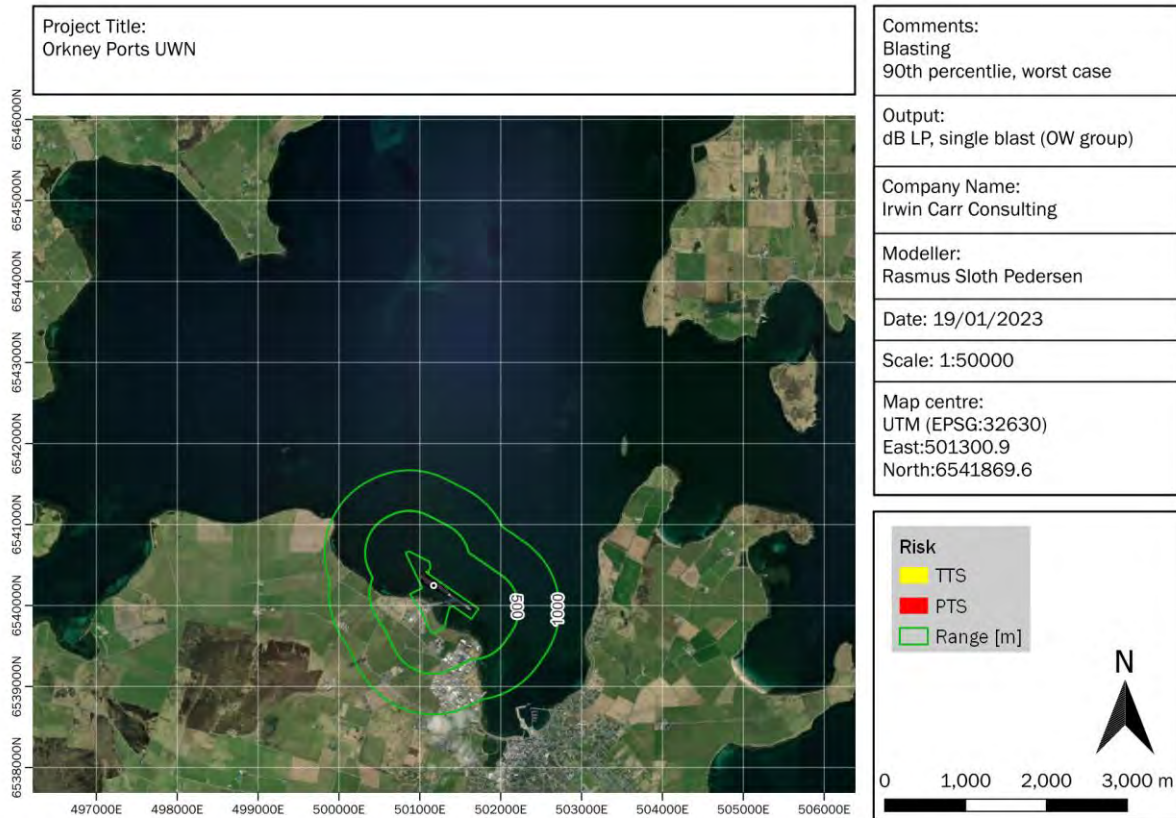 Project Title:
Orkney Ports UWN
Comments:
Blasting
90th percentlie, worst case
Output:
dB LP, single blast (OW group)
Company Name:
Irwin Carr Consulting
Modeller:
Rasmus Sloth Pedersen
Date: 19/01/2023
Scale: 1:50000
Map centre:
UTM (EPSG:32630)
East:501300.9
North:6541869.6
6546000N
6545000N
6544000N
6543000N
6542000N
6541000N
6540000N
6539000N
6538000N
500
1000
497000E
498000E
499000E
500000E
501000E
502000E
503000E
504000E
505000E
506000E
Risk
TTS
PTS
Range [m]
N
0 1,000 2,000 3,000 m